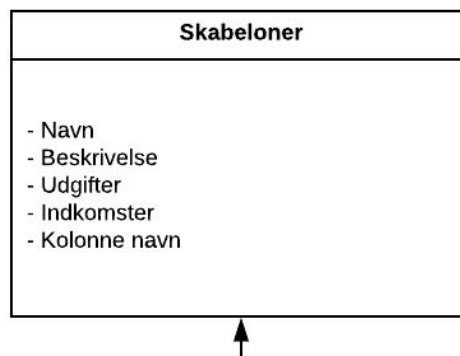 Skabeloner
- Navn
- Beskrivelse
- Udgifter
- Indkomster
- Kolonne navn